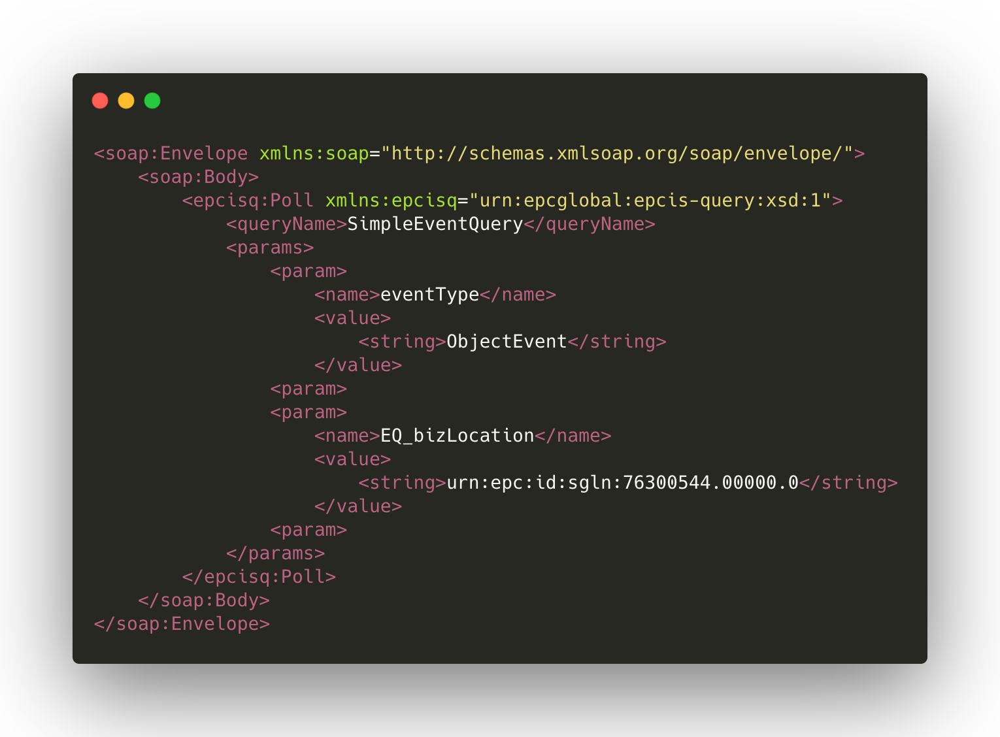 <soap:Envelope xmlns:soap="http://schemas.xmlsoap.org/soap/envelope/">
    <soap:Body>
        <epcisq:Poll xmlns:epcisq="urn:epcglobal:epcis-query:xsd:1">
            <queryName>SimpleEventQuery</queryName>
            <params>
                <param>
                    <name>eventType</name>
                    <value>
                        <string>ObjectEvent</string>
                    </value>
                <param>
                <param>
                    <name>EQ_bizLocation</name>
                    <value>
                        <string>urn:epc:id:sgln:76300544.00000.0</string>
                    </value>
                <param>
            </params>
        </epcisq:Poll>
    </soap:Body>
</soap:Envelope>